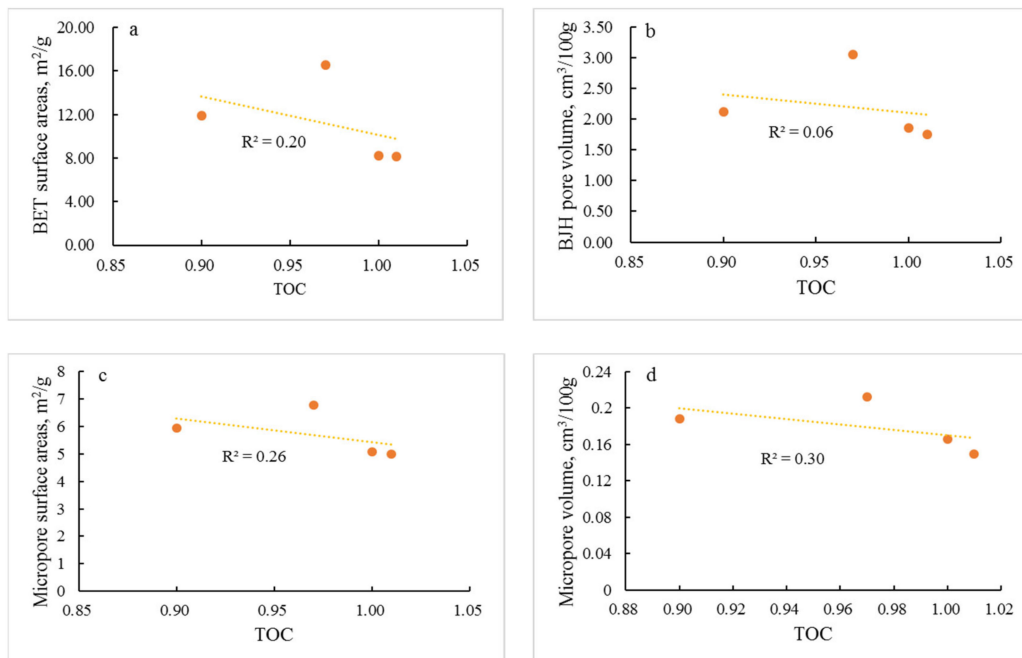 a
BET surface areas, m²/g
20.00
16.00
12.00
8.00
4.00
0.00
R² = 0.20
0.85 0.90 0.95 1.00 1.05
TOC
b
BJH pore volume, cm³/100g
3.50
3.00
2.50
2.00
1.50
1.00
0.50
0.00
R² = 0.06
0.85 0.90 0.95 1.00 1.05
TOC
c
Micropore surface areas, m²/g
8
7
6
5
4
3
2
1
0
R² = 0.26
0.85 0.90 0.95 1.00 1.05
TOC
d
Micropore volume, cm³/100g
0.24
0.2
0.16
0.12
0.08
0.04
0
R² = 0.30
0.88 0.90 0.92 0.94 0.96 0.98 1.00 1.02
TOC